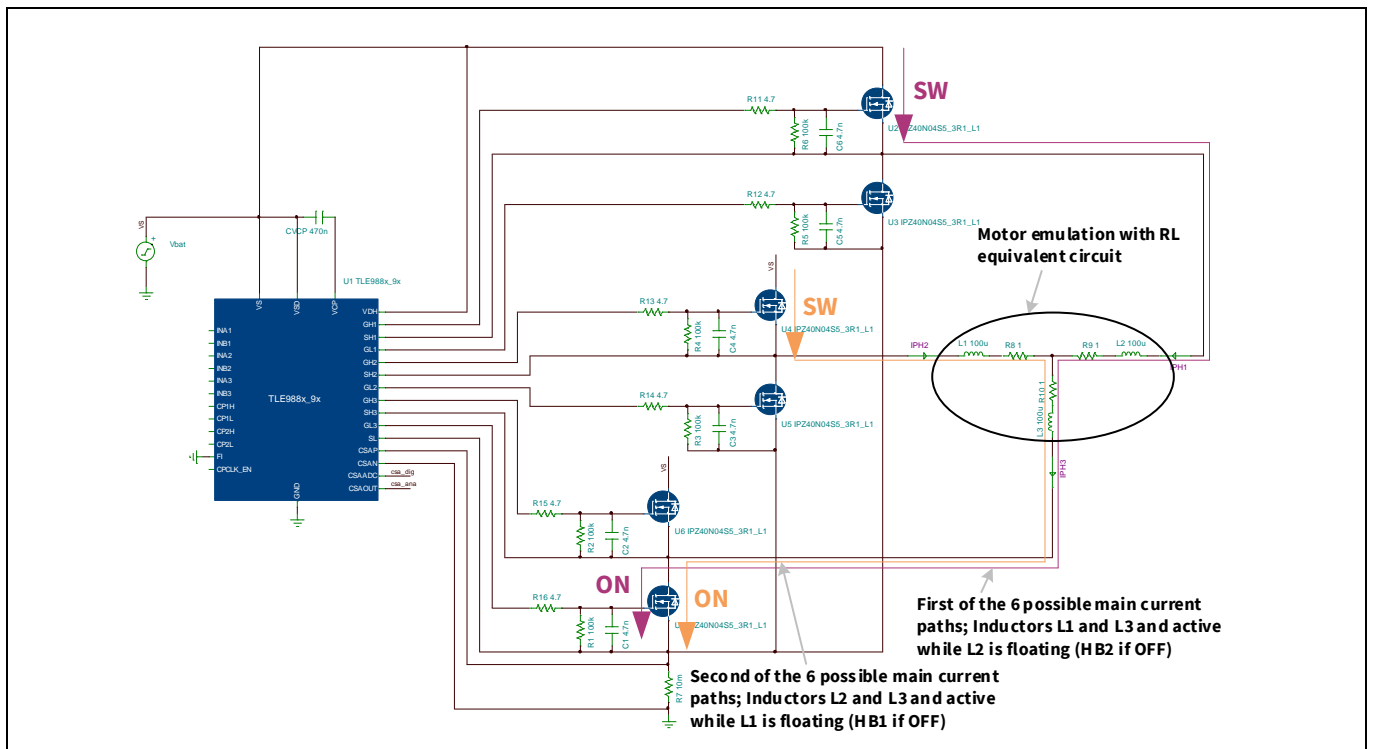 SW
R11 4.7
R6 100k
C6 4.7n
IPZ40N04S5_3R1_L1
R12 4.7
R5 100k
C5 4.7n
U3 IPZ40N04S5_3R1_L1
VS
Vbat
CVCP 470n
U1 TLE988x_9x
VS
VSD
VCP
INA1
INB1
INA2
INB2
INA3
INB3
CP1H
CP1L
CP2H
CP2L
FI
CPCLK_EN
TLE988x_9x
GND
VDH
GH1
SH1
GL1
GH2
SH2
GL2
GH3
SH3
GL3
SL
CSAP
CSAN
CSAADC
CSAOUT
csa_dig
csa_ana
VS
SW
R13 4.7
R4 100k
C4 4.7n
U4 IPZ40N04S5_3R1_L1
R14 4.7
R3 100k
C3 4.7n
U5 IPZ40N04S5_3R1_L1
Motor emulation with RL
equivalent circuit
IPH2
L1 100u
R8 1
R9 1
L2 100u
IPH1
R10 1
L3 100u
IPH3
VS
R15 4.7
R2 100k
C2 4.7n
U6 IPZ40N04S5_3R1_L1
ON
ON
R16 4.7
R1 100k
C1 4.7n
IPZ40N04S5_3R1_L1
R7 10m
First of the 6 possible main current
paths; Inductors L1 and L3 and active
while L2 is floating (HB2 if OFF)
Second of the 6 possible main current
paths; Inductors L2 and L3 and active
while L1 is floating (HB1 if OFF)